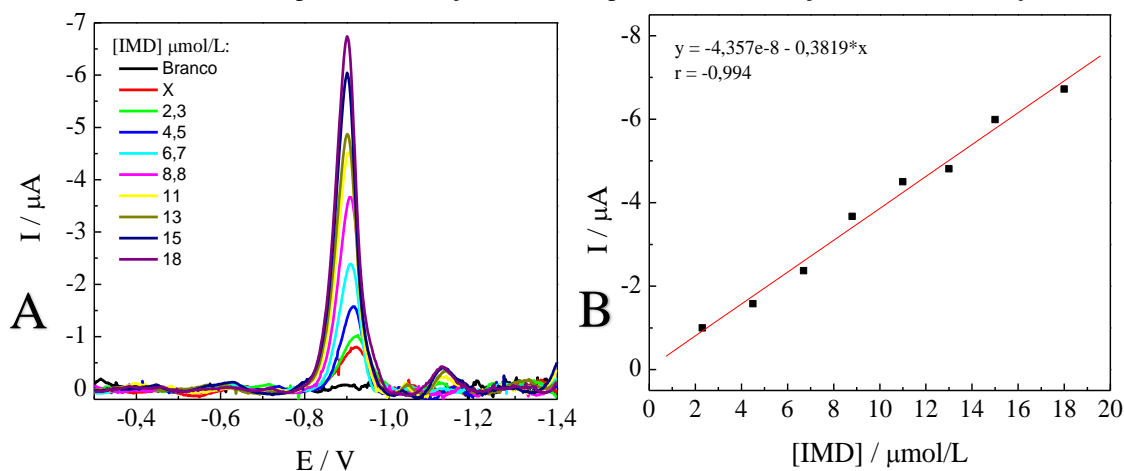 [IMD] μmol/L:
Branco
X
2,3
4,5
6,7
8,8
11
13
15
18
-7
-6
-5
-4
-3
-2
-1
0
I / μA
A
-0,4 -0,6 -0,8 -1,0 -1,2 -1,4
E / V
y = -4,357e-8 - 0,3819*x
r = -0,994
-8
-6
-4
-2
0
I / μA
B
0 2 4 6 8 10 12 14 16 18 20
[IMD] / μmol/L